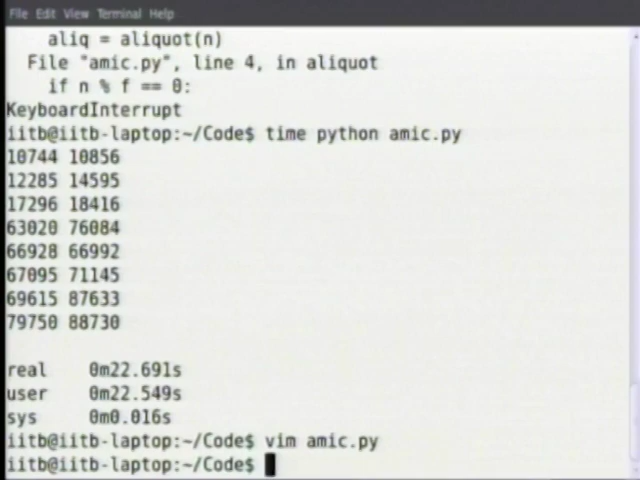 File Edit View Terminal Help
aliq = aliquot(n)
File "amic.py", line 4, in aliquot
if n % f == 0:
KeyboardInterrupt
iitb@iitb-laptop:~/Code$ time python amic.py
10744 10856
12285 14595
17296 18416
63020 76084
66928 66992
67095 71145
69615 87633
79750 88730
real 0m22.691s
user 0m22.549s
sys 0m0.016s
iitb@iitb-laptop:~/Code$ vim amic.py
iitb@iitb-laptop:~/Code$